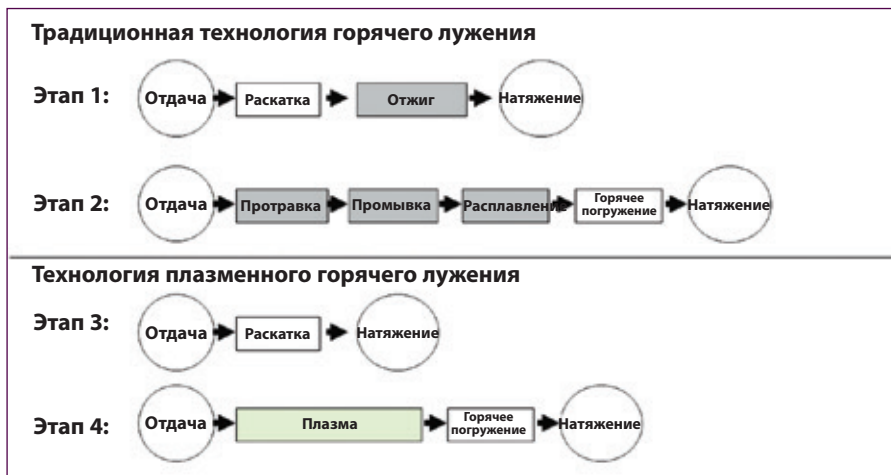 Традиционная технология горячего лужения
Этап 1:
Отдача
Раскатка
Отжиг
Натяжение
Этап 2:
Отдача
Протравка
Промывка
Расплавление
Горячее
погружение
Натяжение
Технология плазменного горячего лужения
Этап 3:
Отдача
Раскатка
Натяжение
Этап 4:
Отдача
Плазма
Горячее
погружение
Натяжение